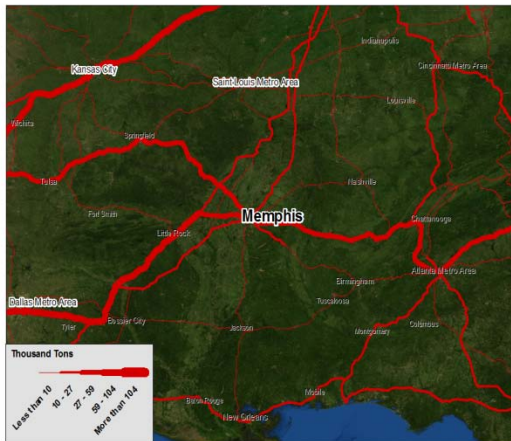 Indianapolis
Kansas City
Cincinnati Metro Area
Saint Louis Metro Area
Louisville
Wichita
Springfield
Tulsa
Nashville
Fort Smith
Memphis
Chattanooga
Little Rock
Atlanta Metro Area
Birmingham
Dallas Metro Area
Tuscaloosa
Bossier City
Tyler
Jackson
Montgomery
Columbus
Thousand Tons
Less than 10
10 - 27
27 - 59
59 - 104
More than 104
Mobile
Baton Rouge
New Orleans